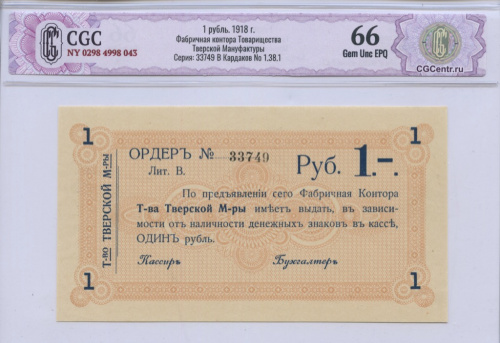 CGC
NY 0298 4998 043
1 рубль. 1918 г.
Фабричная контора Товарищества
Тверской Мануфактуры
Серия: 33749 В Кардаков No 1.38.1
66
Gem Unc EPQ
CGC
CGCentr.ru
1
1
ОРДЕРЪ № 33749
Лит. В.
Руб. 1.-.
Т-ВО ТВЕРСКОЙ М-РЫ
По предъявленіи сего Фабричная Контора
Т-ва Тверской М-ры имѣетъ выдать, въ зависи-
мости отъ наличности денежныхъ знаковъ въ кассѣ,
ОДИНЪ рубль.
Кассиръ
Бухгалтеръ
1
1